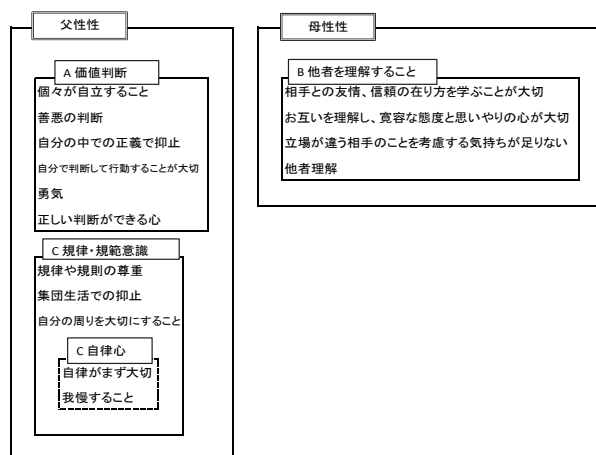 父性性
A 価値判断
個々が自立すること
善悪の判断
自分の中での正義で抑止
自分で判断して行動することが大切
勇気
正しい判断ができる心
C 規律・規範意識
規律や規則の尊重
集団生活での抑止
自分の周りを大切にすること
C 自律心
自律がまず大切
我慢すること
母性性
B 他者を理解すること
相手との友情、信頼の在り方を学ぶことが大切
お互いを理解し、寛容な態度と思いやりの心が大切
立場が違う相手のことを考慮する気持ちが足りない
他者理解